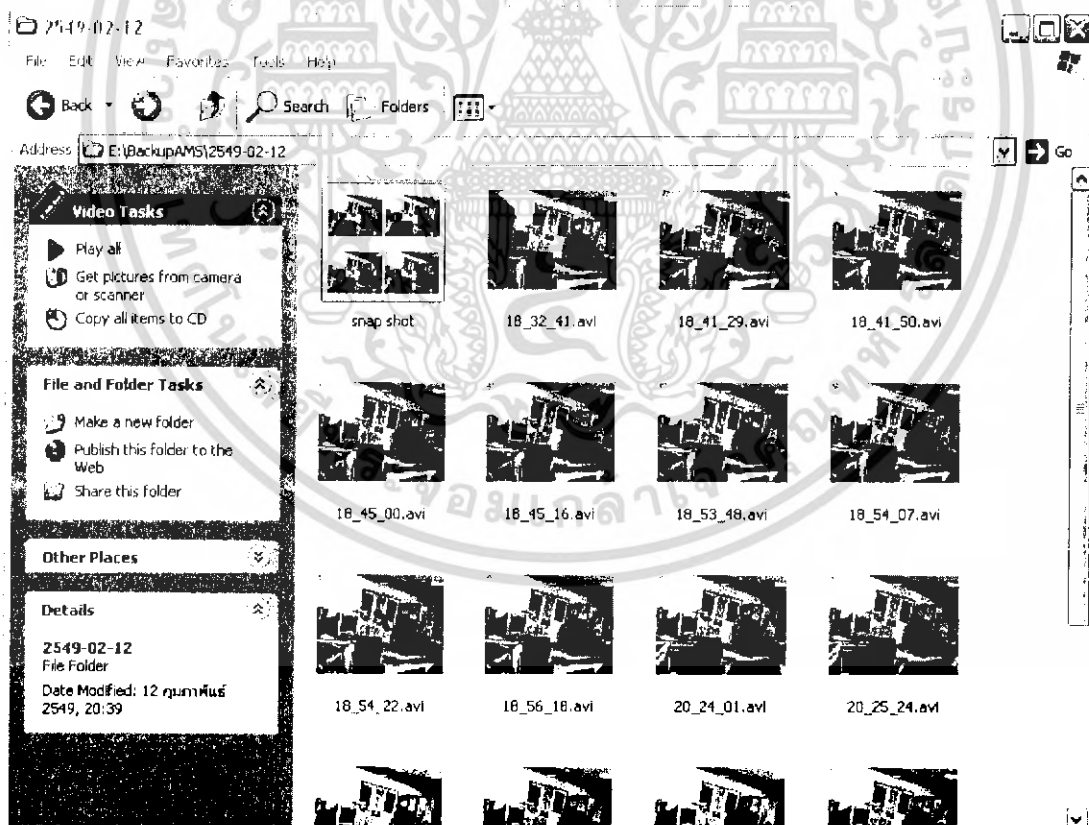 2549-02-12
File Edit View Favorites Tools Help
Back Search Folders
Address E:\BackupAMS\2549-02-12 Go
Video Tasks
Play all
Get pictures from camera
or scanner
Copy all items to CD
File and Folder Tasks
Make a new folder
Publish this folder to the
Web
Share this folder
Other Places
Details
2549-02-12
File Folder
Date Modified: 12 กุมภาพันธ์
2549, 20:39
snap shot 18_32_41.avi 18_41_29.avi 18_41_50.avi
18_45_00.avi 18_45_16.avi 18_53_48.avi 18_54_07.avi
18_54_22.avi 18_56_18.avi 20_24_01.avi 20_25_24.avi